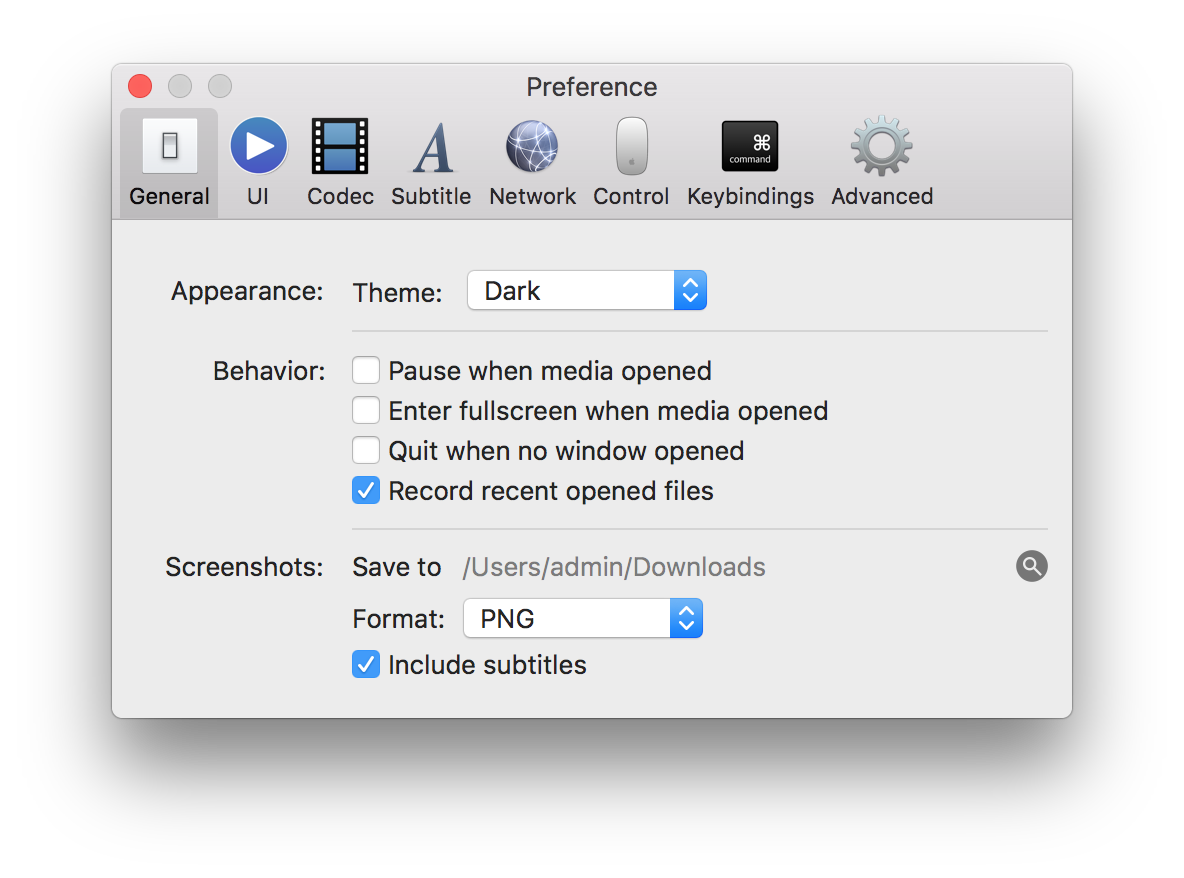 Preference
General UI Codec Subtitle Network Control command Keybindings Advanced
Appearance: Theme: Dark
Behavior: Pause when media opened
Enter fullscreen when media opened
Quit when no window opened
Record recent opened files
Screenshots: Save to /Users/admin/Downloads
Format: PNG
Include subtitles